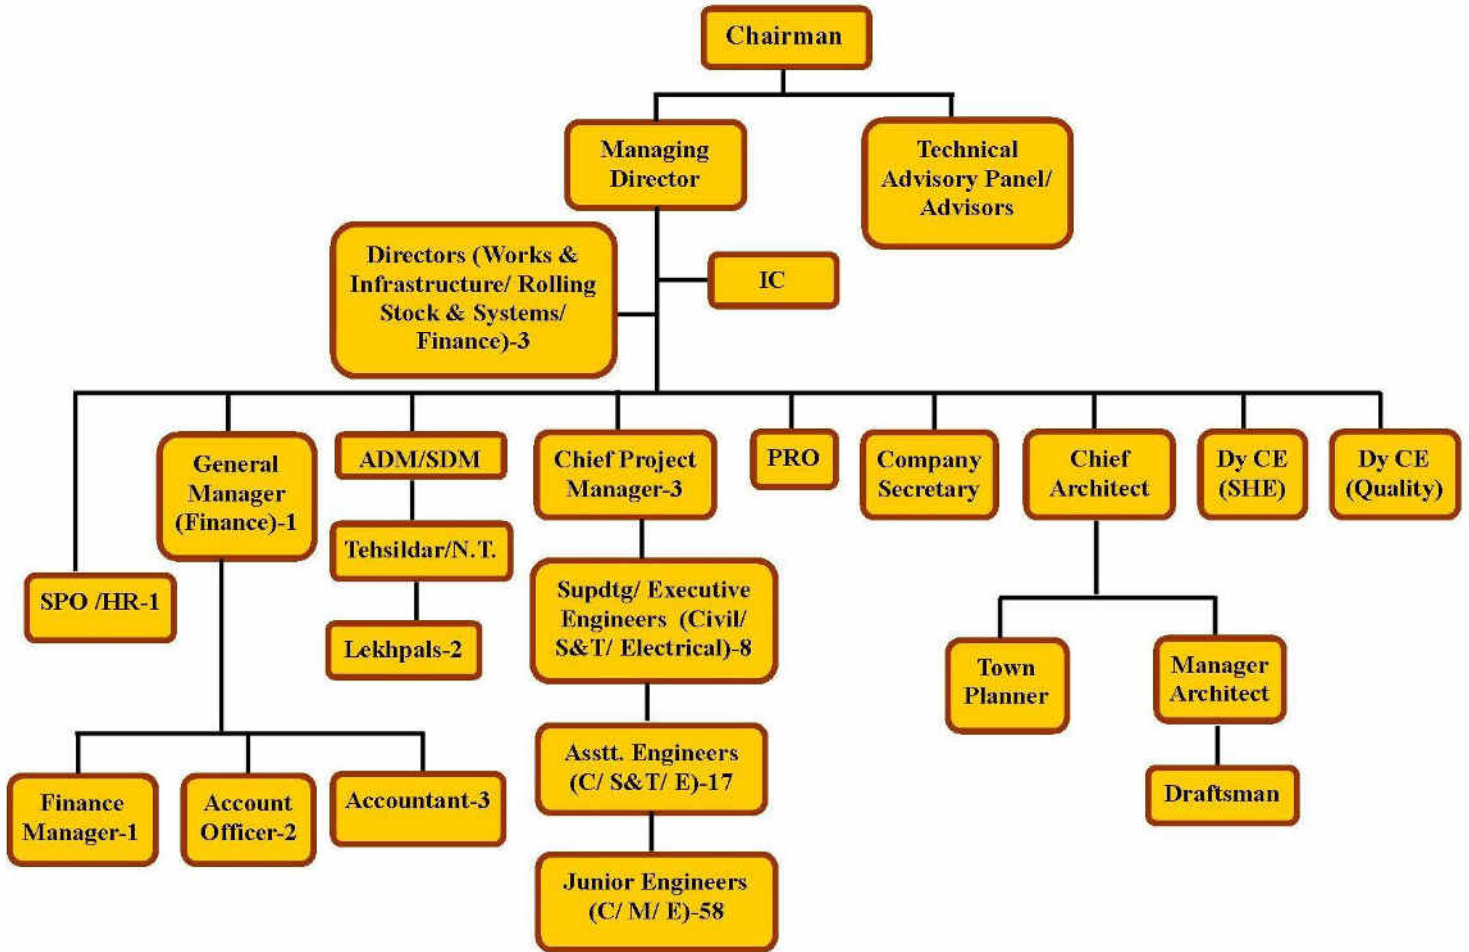 Chairman
Managing
Director
Technical
Advisory Panel/
Advisors
Directors (Works &
Infrastructure/ Rolling
Stock & Systems/
Finance)-3
IC
SPO /HR-1
General
Manager
(Finance)-1
ADM/SDM
Chief Project
Manager-3
PRO
Company
Secretary
Chief
Architect
Dy CE
(SHE)
Dy CE
(Quality)
Tehsildar/N.T.
Lekhpals-2
Supdtg/ Executive
Engineers (Civil/
S&T/ Electrical)-8
Town
Planner
Manager
Architect
Finance
Manager-1
Account
Officer-2
Accountant-3
Asstt. Engineers
(C/ S&T/ E)-17
Draftsman
Junior Engineers
(C/ M/ E)-58